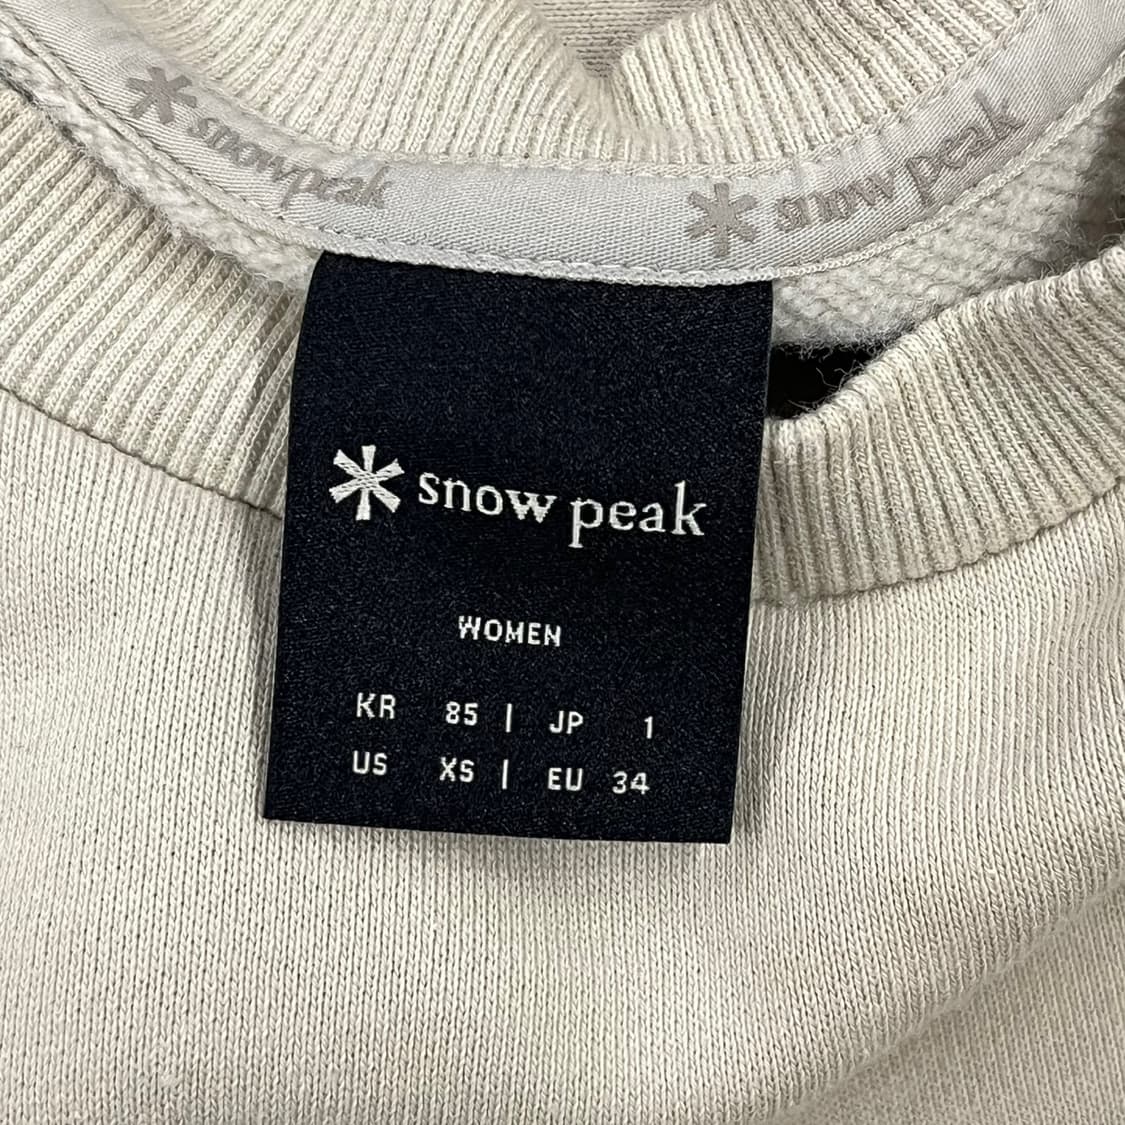 snow peak
snow peak
snow peak
WOMEN
KR 85 | JP 1
US XS | EU 34